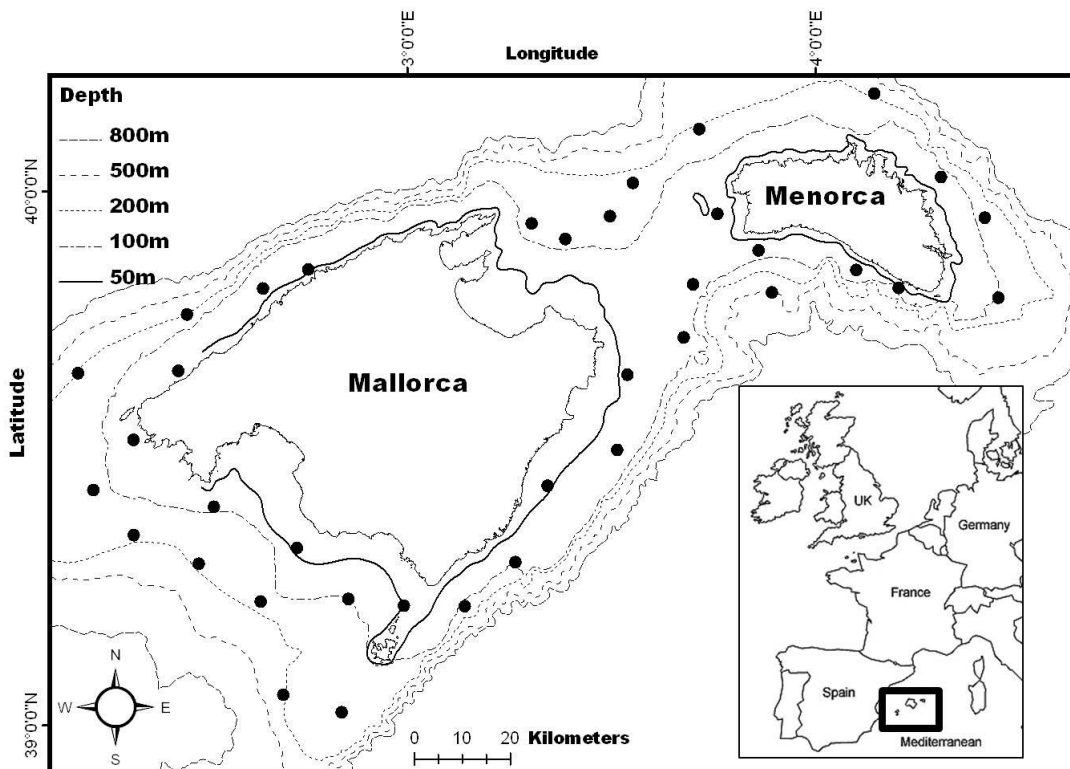 3°0'0"E
4°0'0"E
Longitude
Depth
800m
500m
200m
100m
50m
40°0'0"N
Menorca
Mallorca
Latitude
UK
Germany
France
Spain
Mediterranean
N
W E
S
39°0'0"N
0 10 20 Kilometers